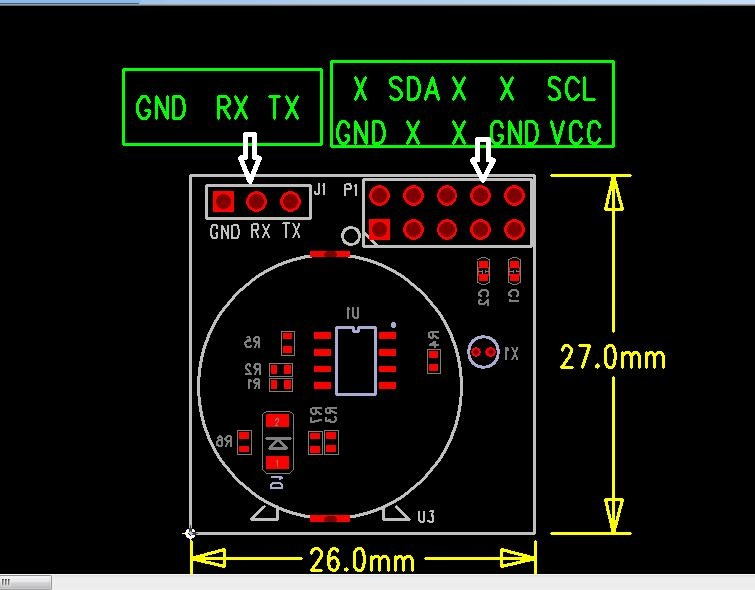 X SDA X X SCL
GND RX TX
GND X X GND VCC
J1 P1
GND RX TX
C2 C1
U1
R5
R4
X1
27.0mm
R2
R1
R7 R3
2
R6
1
D1
U3
26.0mm